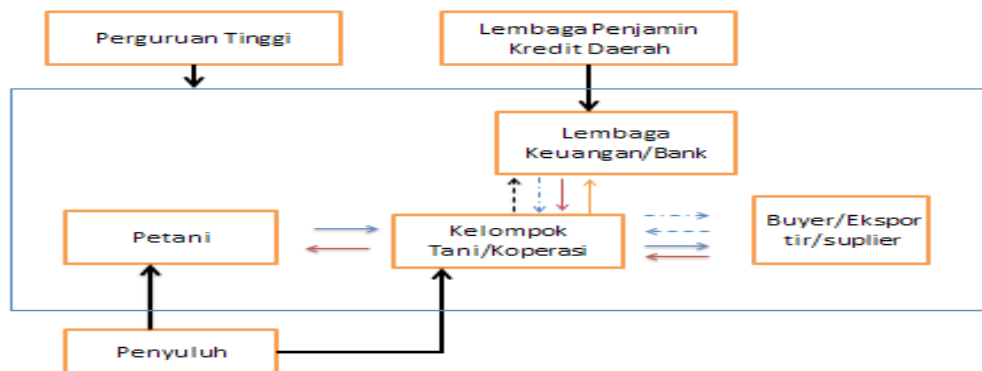 Perguruan Tinggi
Lembaga Penjamin
Kredit Daerah
Lembaga
Keuangan/Bank
Petani
Kelompok
Tani/Koperasi
Buyer/Ekspor
tir/suplier
Penyuluh